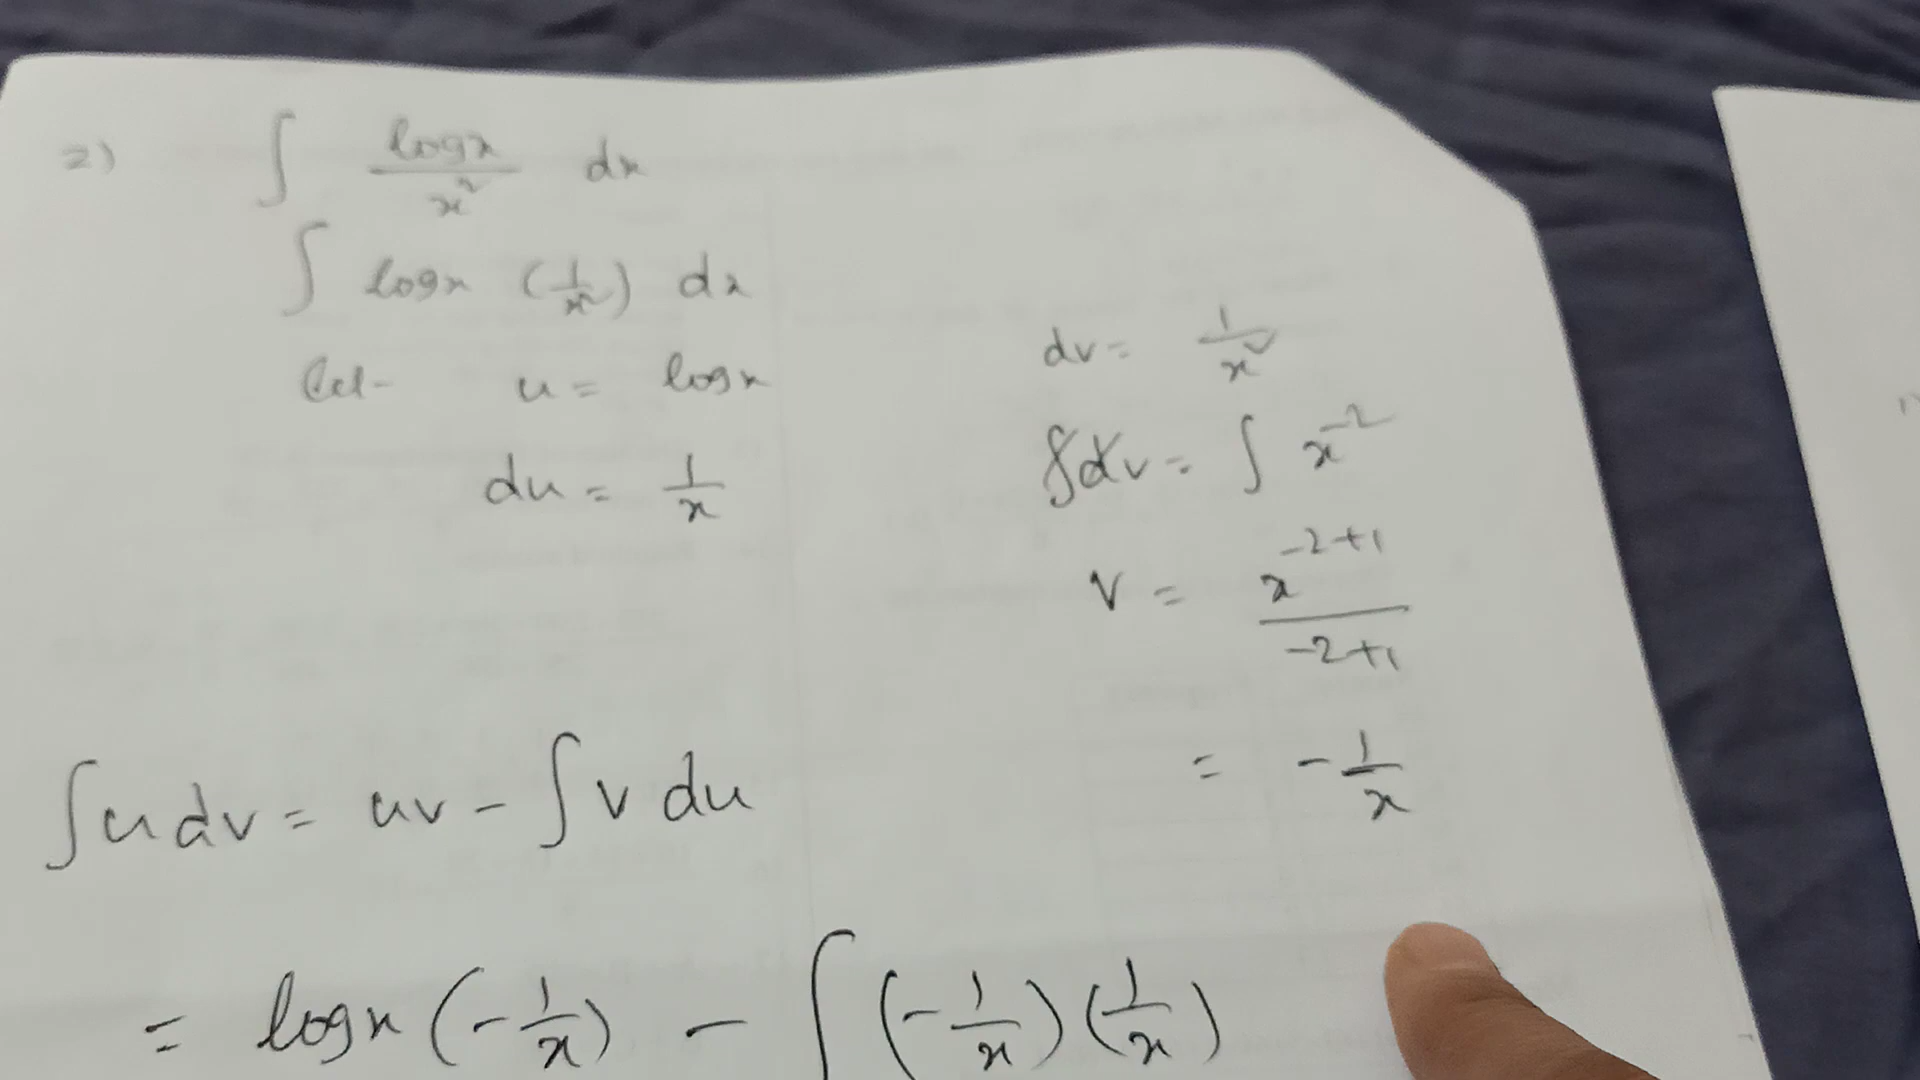 2) ∫ logx/x² dx
∫ logx (1/x²) dx
Let u = logx
du = 1/x
dv = 1/x²
∫dv = ∫ x⁻²
v = x⁻²⁺¹/-2+1
= -1/x
∫u dv = uv - ∫v du
= logx (-1/x) - ∫(-1/x)(1/x)